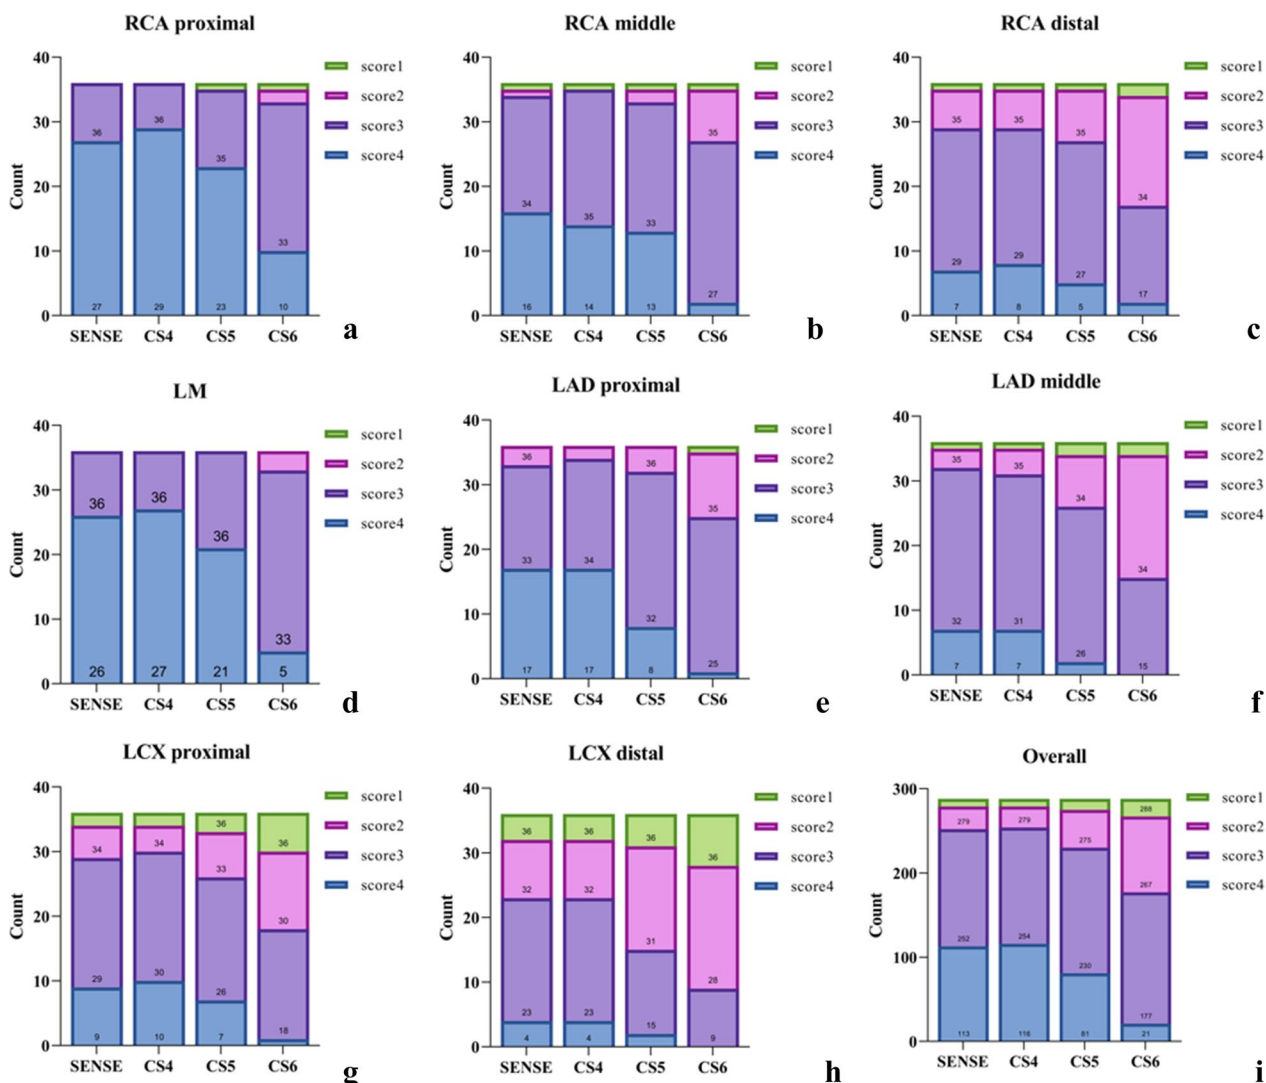 RCA proximal
40
30
20
10
0
Count
36
36
35
33
27
29
23
10
SENSE CS4 CS5 CS6
score1
score2
score3
score4
a
RCA middle
40
30
20
10
0
Count
34
35
33
35
27
16
14
13
SENSE CS4 CS5 CS6
score1
score2
score3
score4
b
RCA distal
40
30
20
10
0
Count
35
35
35
34
29
29
27
17
7
8
5
SENSE CS4 CS5 CS6
score1
score2
score3
score4
c
LM
40
30
20
10
0
Count
36
36
36
33
26
27
21
5
SENSE CS4 CS5 CS6
score1
score2
score3
score4
d
LAD proximal
40
30
20
10
0
Count
36
36
35
33
34
32
25
17
17
8
SENSE CS4 CS5 CS6
score1
score2
score3
score4
e
LAD middle
40
30
20
10
0
Count
35
35
34
34
32
31
26
15
7
7
SENSE CS4 CS5 CS6
score1
score2
score3
score4
f
LCX proximal
40
30
20
10
0
Count
36
36
34
34
33
30
29
30
26
18
9
10
7
SENSE CS4 CS5 CS6
score1
score2
score3
score4
g
LCX distal
40
30
20
10
0
Count
36
36
36
36
32
32
31
28
23
23
15
9
4
4
SENSE CS4 CS5 CS6
score1
score2
score3
score4
h
Overall
300
200
100
0
Count
288
279
279
275
267
252
254
230
177
113
116
81
21
SENSE CS4 CS5 CS6
score1
score2
score3
score4
i